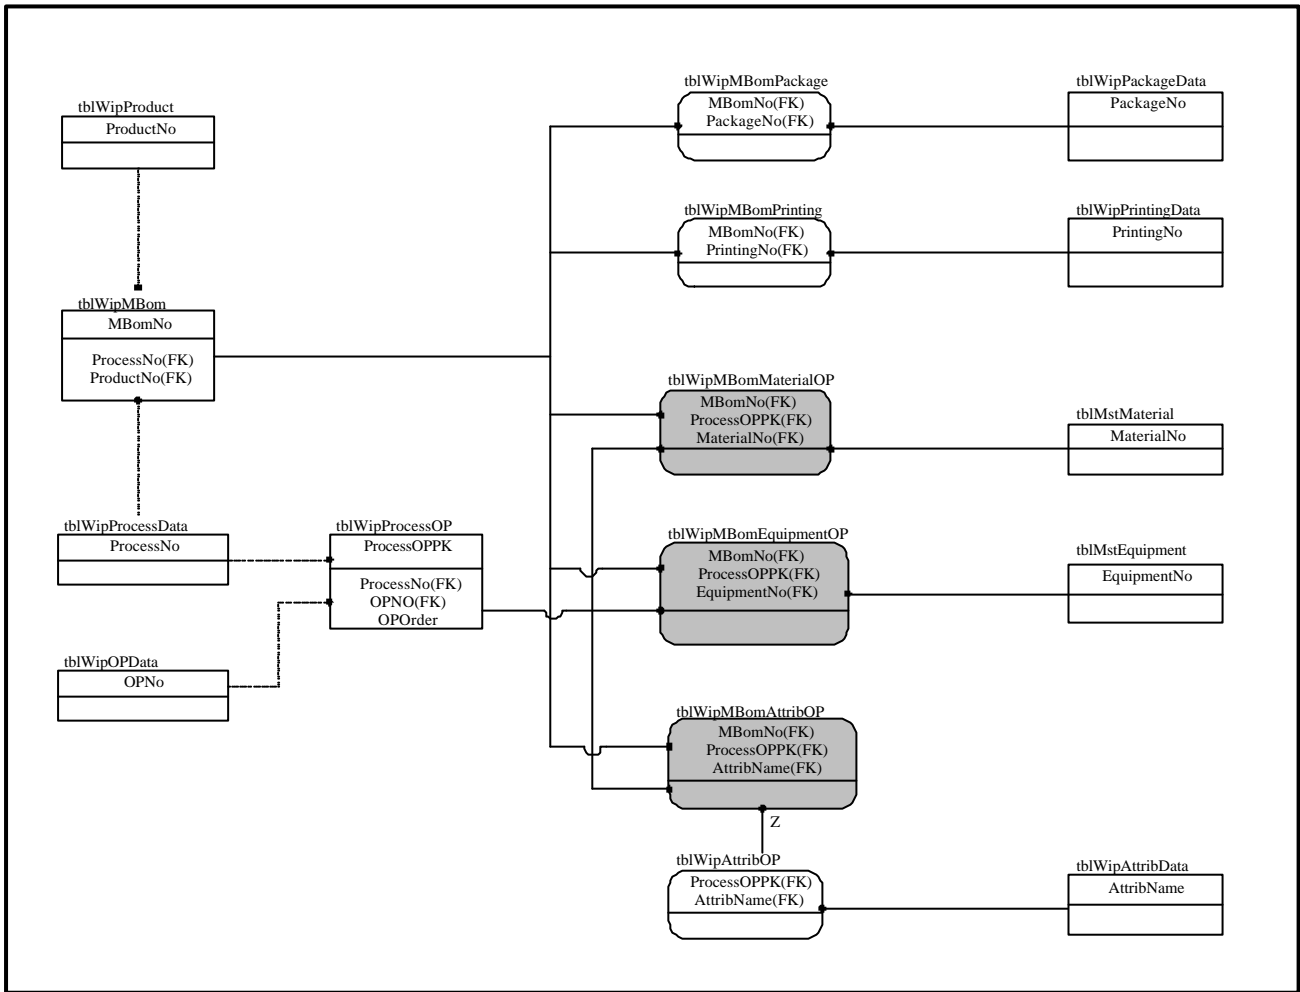 tblWipProduct
ProductNo
tblWipMBom
MBomNo
ProcessNo(FK)
ProductNo(FK)
tblWipProcessData
ProcessNo
tblWipOPData
OPNo
tblWipProcessOP
ProcessOPPK
ProcessNo(FK)
OPNO(FK)
OPOrder
tblWipMBomPackage
MBomNo(FK)
PackageNo(FK)
tblWipPackageData
PackageNo
tblWipMBomPrinting
MBomNo(FK)
PrintingNo(FK)
tblWipPrintingData
PrintingNo
tblWipMBomMaterialOP
MBomNo(FK)
ProcessOPPK(FK)
MaterialNo(FK)
tblMstMaterial
MaterialNo
tblWipMBomEquipmentOP
MBomNo(FK)
ProcessOPPK(FK)
EquipmentNo(FK)
tblMstEquipment
EquipmentNo
tblWipMBomAttribOP
MBomNo(FK)
ProcessOPPK(FK)
AttribName(FK)
Z
tblWipAttribOP
ProcessOPPK(FK)
AttribName(FK)
tblWipAttribData
AttribName